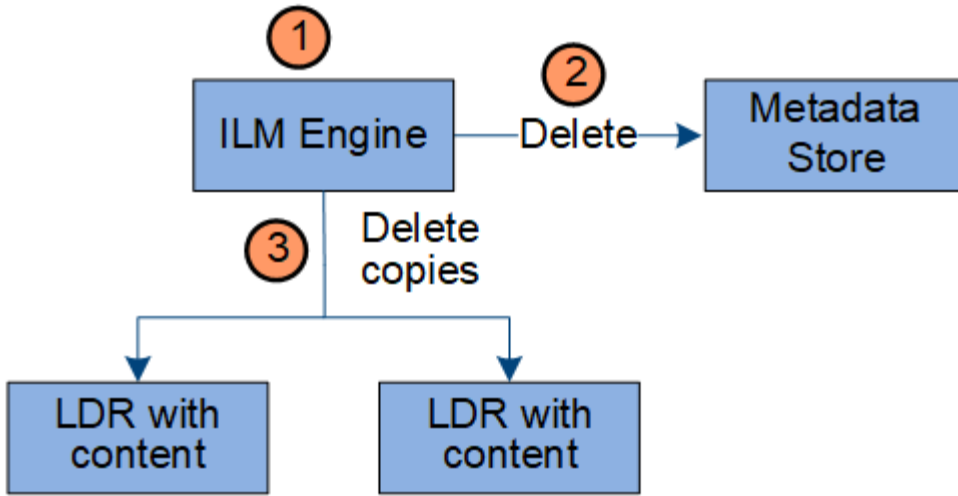 1
2
ILM Engine
Delete
Metadata
Store
3
Delete
copies
LDR with
content
LDR with
content